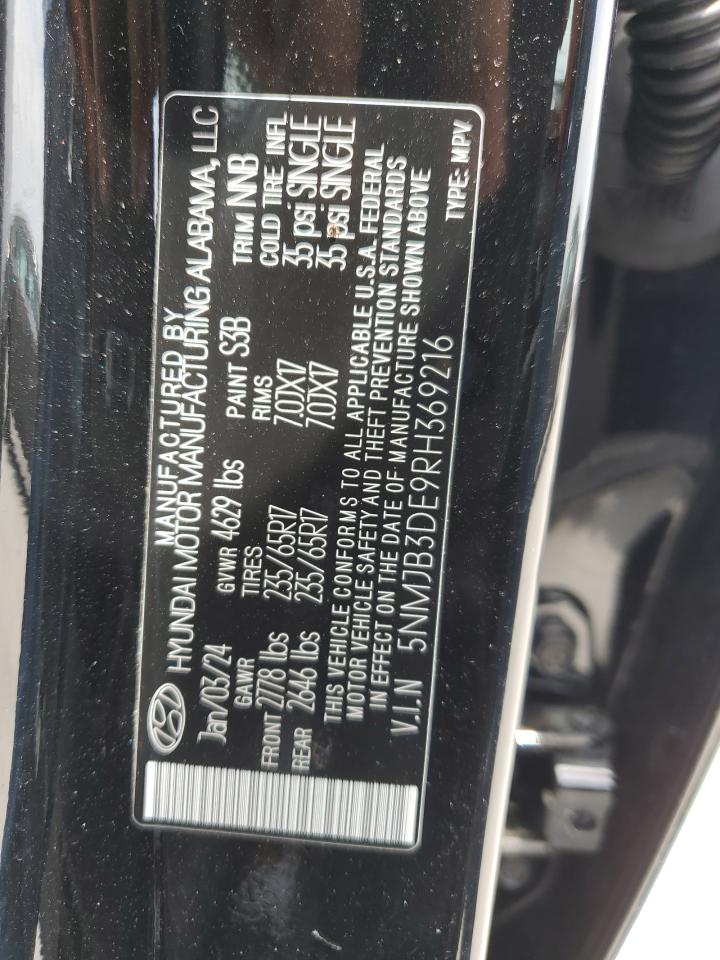 MANUFACTURED BY
HYUNDAI MOTOR MANUFACTURING ALABAMA, LLC
Jan/03/24 GVWR 4629 lbs PAINT S3B TRIM NNB
GAWR TIRES RIMS COLD TIRE INFL
FRONT 2778 lbs 235/65R17 7.0JX17 35 psi SINGLE
REAR 2646 lbs 235/65R17 7.0JX17 35 psi SINGLE
THIS VEHICLE CONFORMS TO ALL APPLICABLE U.S.A. FEDERAL
MOTOR VEHICLE SAFETY AND THEFT PREVENTION STANDARDS
IN EFFECT ON THE DATE OF MANUFACTURE SHOWN ABOVE
V.I.N 5NMJB3DE9RH369216 TYPE: MPV